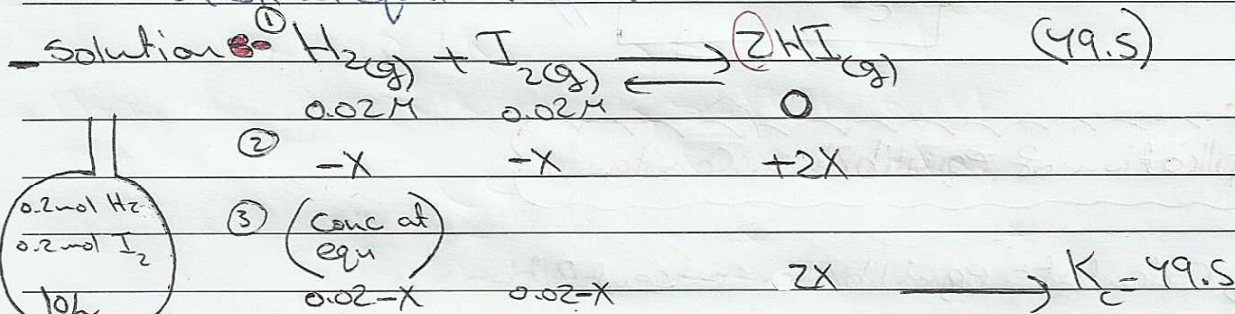 Solution :- ① H2(g) + I2(g) ⇌ 2HI(g) (49.5)
0.02M 0.02M 0
② -X -X +2X
0.2mol H2
0.2mol I2
10L
③ (Conc at equ)
0.02-X 0.02-X 2X → Kc=49.5